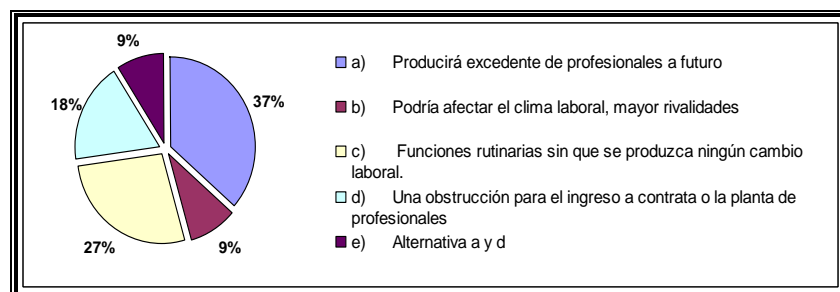 9%
37%
18%
27%
9%
a) Producirá excedente de profesionales a futuro
b) Podría afectar el clima laboral, mayor rivalidades
c) Funciones rutinarias sin que se produzca ningún cambio
laboral.
d) Una obstrucción para el ingreso a contrata o la planta de
profesionales
e) Alternativa a y d